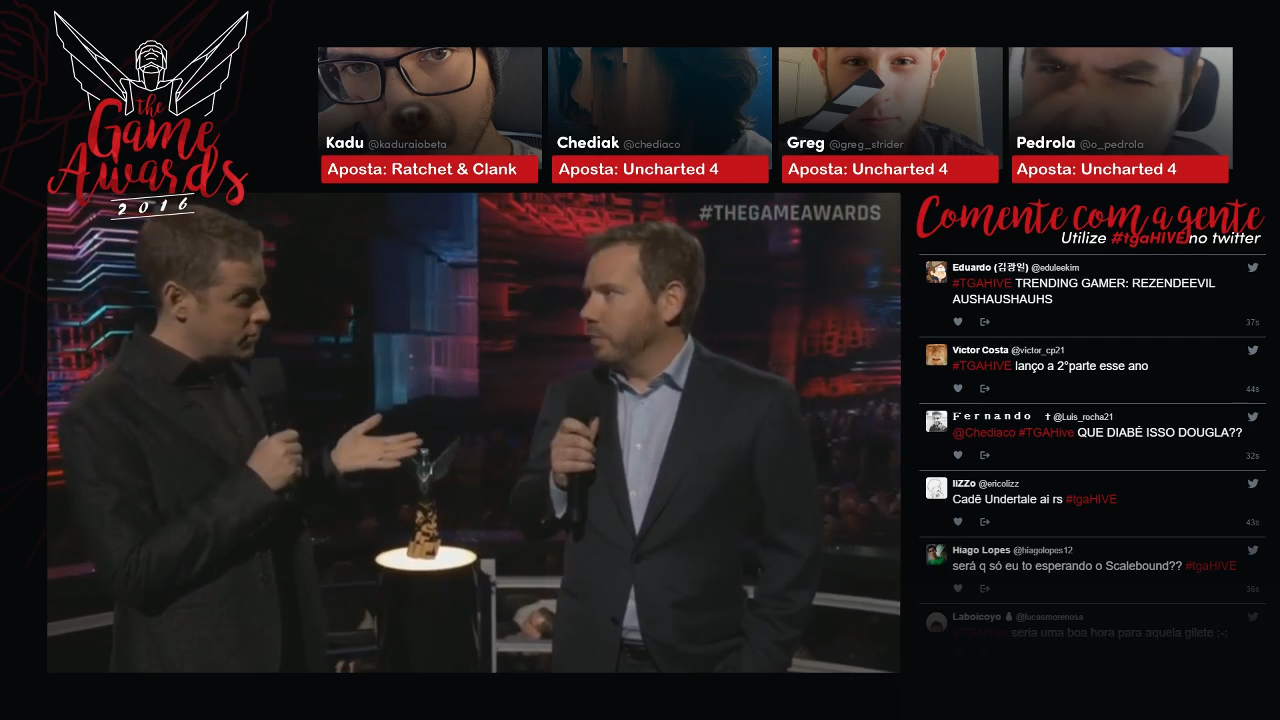 the
Game
Awards
2016
Kadu @kaduraiobeta
Aposta: Ratchet & Clank
Chediak @chediaco
Aposta: Uncharted 4
Greg @greg_strider
Aposta: Uncharted 4
Pedrola @o_pedrola
Aposta: Uncharted 4
#THEGAMEAWARDS
Comente com a gente
Utilize #tgaHIVE no twitter
Eduardo (김광일) @eduleekim
#TGAHIVE TRENDING GAMER: REZENDEEVIL
AUSHAUSHAUHS
37s
Victor Costa @victor_cp21
#TGAHIVE lanço a 2°parte esse ano
44s
Fernando ✝ @Luis_rocha21
@Chediaco #TGAHive QUE DIABÉ ISSO DOUGLA??
32s
liZZo @ericolizz
Cadê Undertale ai rs #tgaHIVE
43s
Hiago Lopes @hiagolopes12
será q só eu to esperando o Scalebound?? #tgaHIVE
36s
Laboicoyo @lucasmorenosa
#TGAHive seria uma boa hora para aquela gilete ;-;